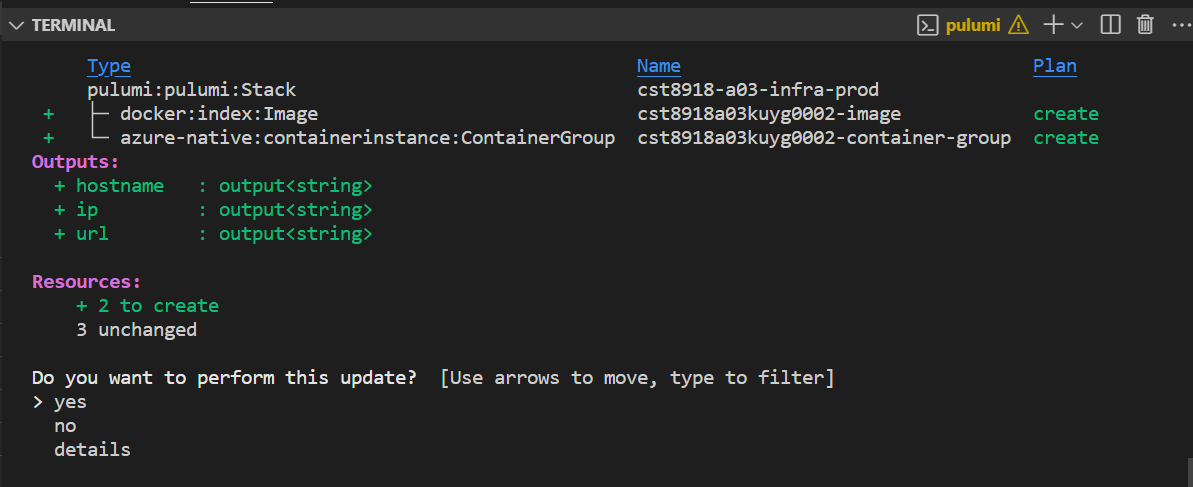 TERMINAL pulumi
Type Name Plan
pulumi:pulumi:Stack cst8918-a03-infra-prod
+ ├─ docker:index:Image cst8918a03kuyg0002-image create
+ └─ azure-native:containerinstance:ContainerGroup cst8918a03kuyg0002-container-group create
Outputs:
+ hostname : output<string>
+ ip : output<string>
+ url : output<string>
Resources:
+ 2 to create
3 unchanged
Do you want to perform this update? [Use arrows to move, type to filter]
> yes
no
details